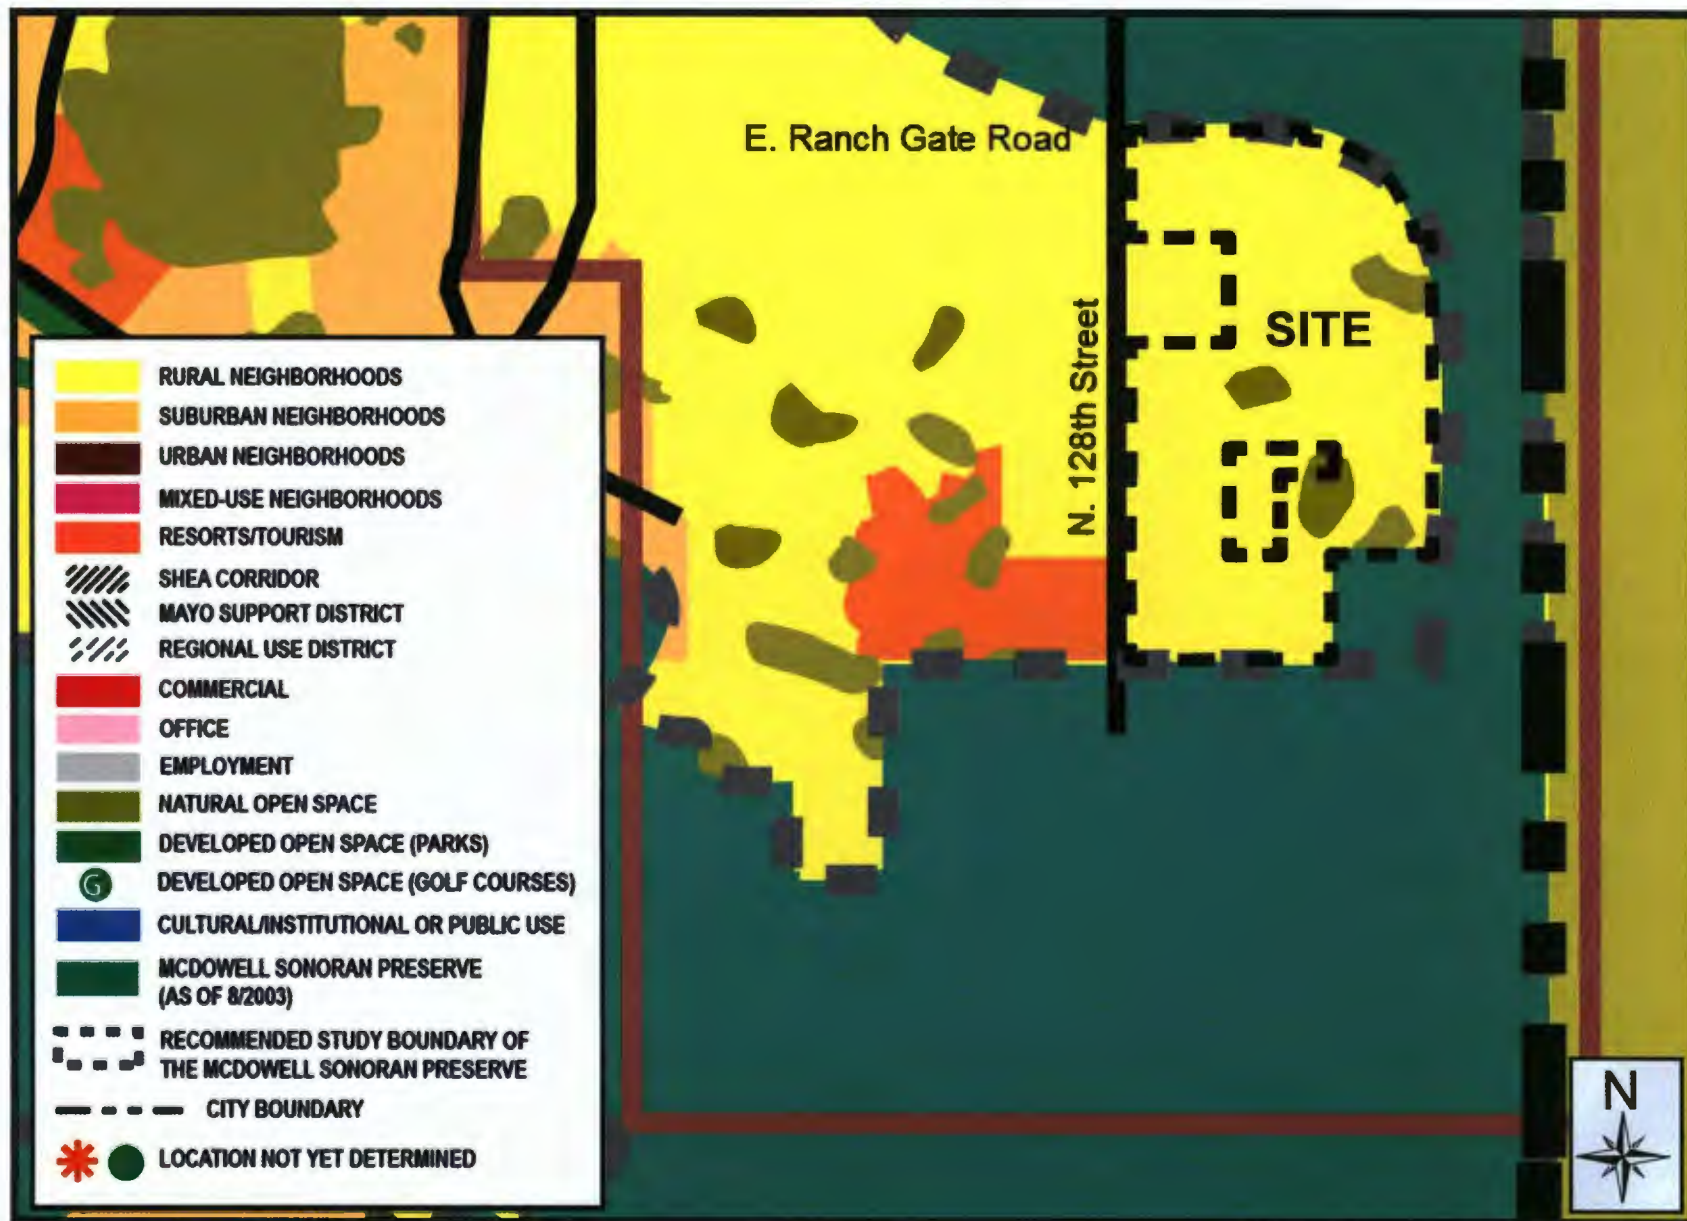 E. Ranch Gate Road
N. 128th Street
SITE
RURAL NEIGHBORHOODS
SUBURBAN NEIGHBORHOODS
URBAN NEIGHBORHOODS
MIXED-USE NEIGHBORHOODS
RESORTS/TOURISM
SHEA CORRIDOR
MAYO SUPPORT DISTRICT
REGIONAL USE DISTRICT
COMMERCIAL
OFFICE
EMPLOYMENT
NATURAL OPEN SPACE
DEVELOPED OPEN SPACE (PARKS)
G
DEVELOPED OPEN SPACE (GOLF COURSES)
CULTURAL/INSTITUTIONAL OR PUBLIC USE
MCDOWELL SONORAN PRESERVE
(AS OF 8/2003)
RECOMMENDED STUDY BOUNDARY OF
THE MCDOWELL SONORAN PRESERVE
CITY BOUNDARY
LOCATION NOT YET DETERMINED
N